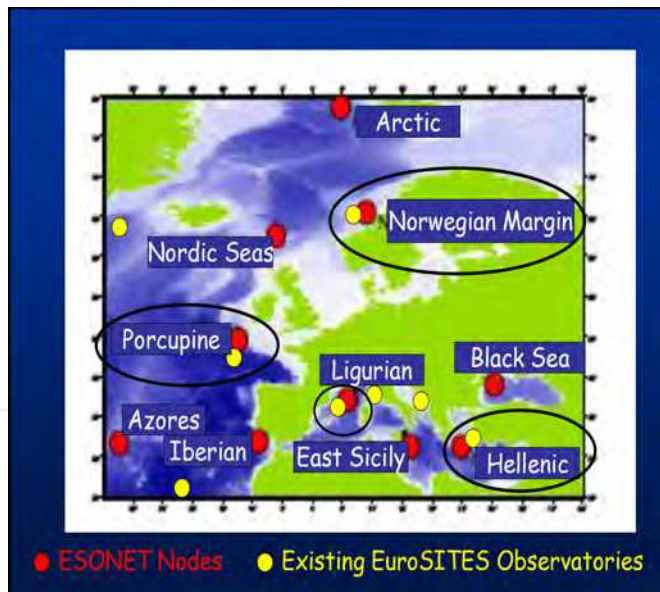 Arctic
Norwegian Margin
Nordic Seas
Porcupine
Ligurian
Black Sea
Azores
Iberian
East Sicily
Hellenic
ESONET Nodes
Existing EuroSITES Observatories